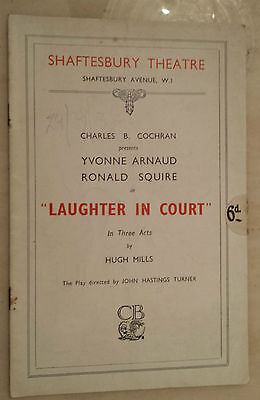 SHAFTESBURY THEATRE
SHAFTESBURY AVENUE, W.1
CHARLES B. COCHRAN
presents
YVONNE ARNAUD
RONALD SQUIRE
in
"LAUGHTER IN COURT"
6d.
In Three Acts
by
HUGH MILLS
The Play directed by JOHN HASTINGS TURNER
CB